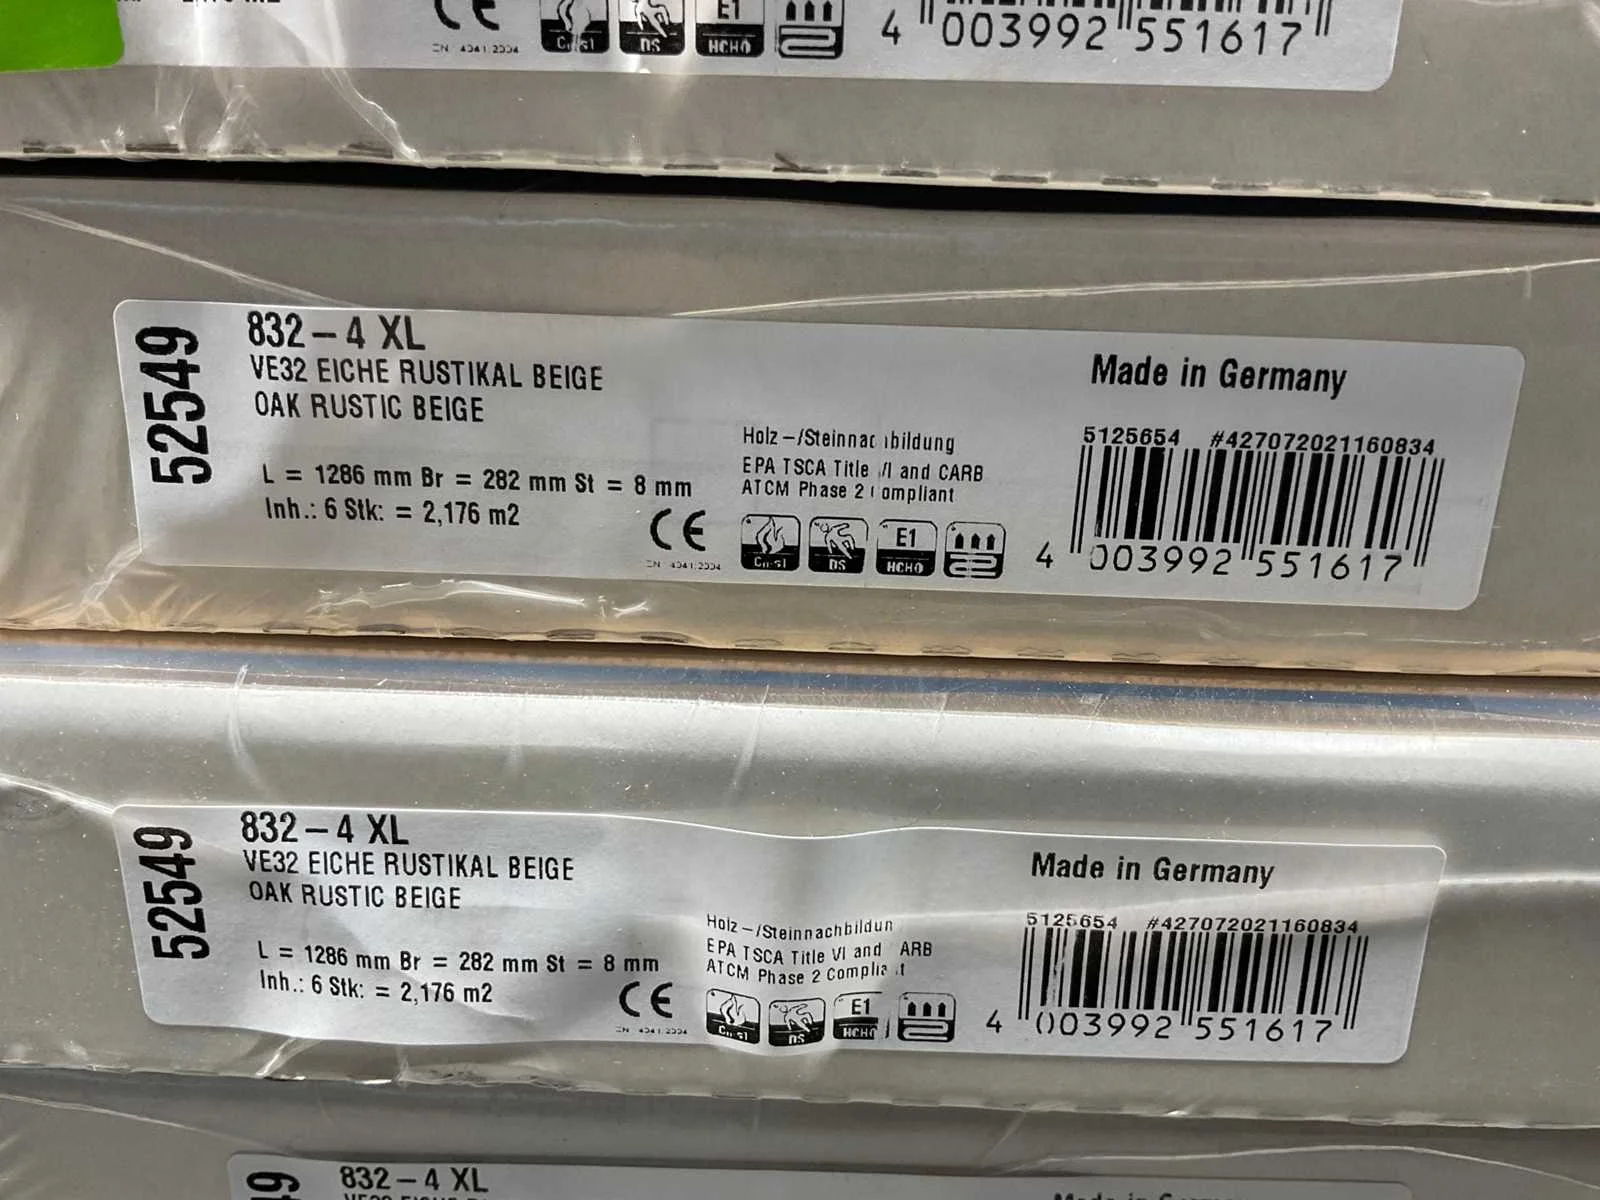 CE
E1
DS
HCHO
4 003992 551617
52549
832-4 XL
VE32 EICHE RUSTIKAL BEIGE
OAK RUSTIC BEIGE
L = 1286 mm Br = 282 mm St = 8 mm
Inh.: 6 Stk: = 2,176 m2
CE
Made in Germany
EPA TSCA Title and CARB
ATCM Phase 2
5125654 #427072021160834
E1
DS
HCHO
4 003992 551617
52549
832-4 XL
VE32 EICHE RUSTIKAL BEIGE
OAK RUSTIC BEIGE
L = 1286 mm Br = 282 mm St = 8 mm
Inh.: 6 Stk: = 2,176 m2
CE
Made in Germany
Holz-/Steinnachbildun
EPA TSCA Title VI and ARB
ATCM Phase 2
5125654 #427072021160834
E1
DS
HCHO
4 003992 551617
832-4 XL